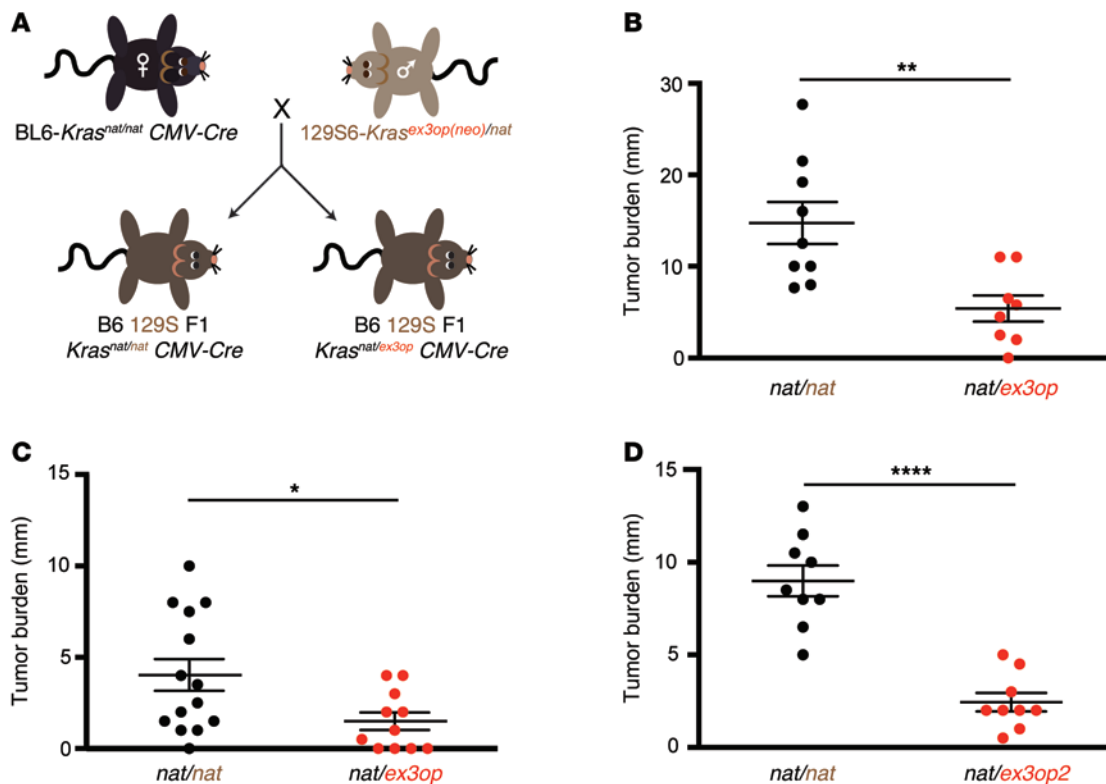 A
♀
♂
BL6-Kras^nat/nat CMV-Cre
X
129S6-Kras^ex3op(neo)/nat
B6 129S F1
Kras^nat/nat CMV-Cre
B6 129S F1
Kras^nat/ex3op CMV-Cre
B
**
Tumor burden (mm)
30
20
10
0
nat/nat
nat/ex3op
C
*
Tumor burden (mm)
15
10
5
0
nat/nat
nat/ex3op
D
****
Tumor burden (mm)
15
10
5
0
nat/nat
nat/ex3op2